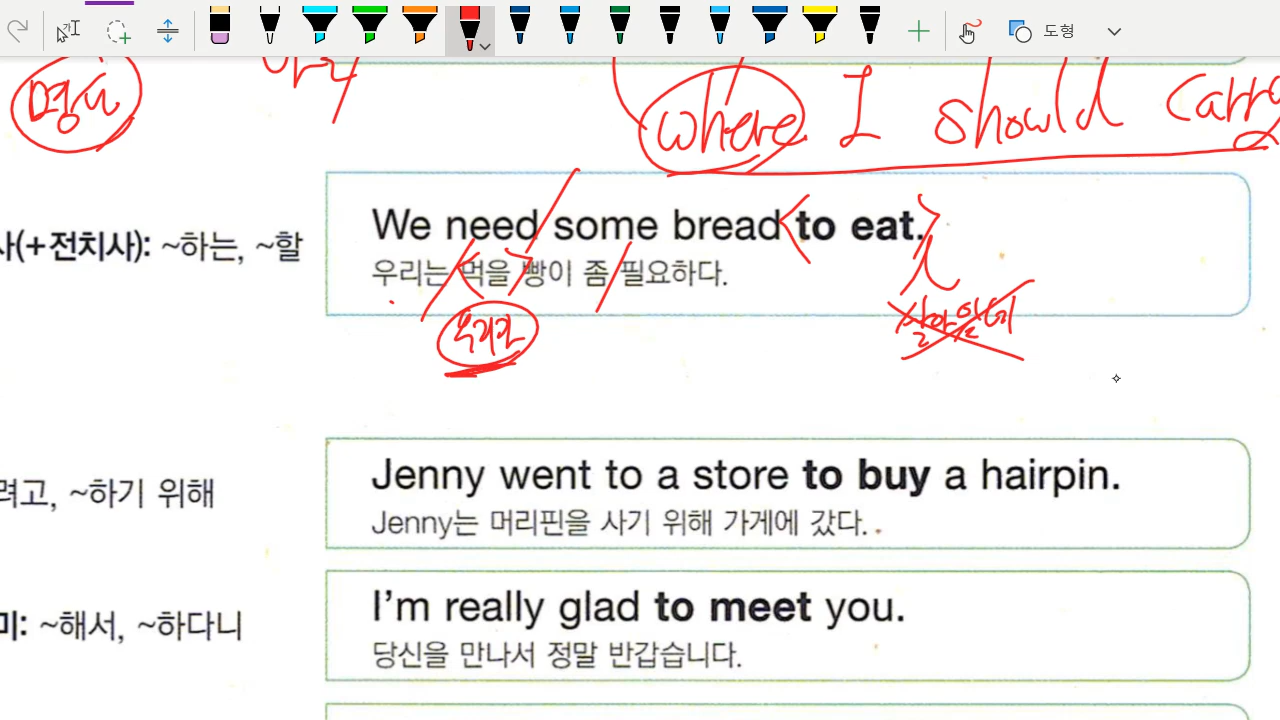 도형
명사
where I should carry
We need some bread to eat.
사(+전치사): ~하는, ~할
우리는 먹을 빵이 좀 필요하다.
Jenny went to a store to buy a hairpin.
려고, ~하기 위해
Jenny는 머리핀을 사기 위해 가게에 갔다.
I'm really glad to meet you.
미: ~해서, ~하다니
당신을 만나서 정말 반갑습니다.